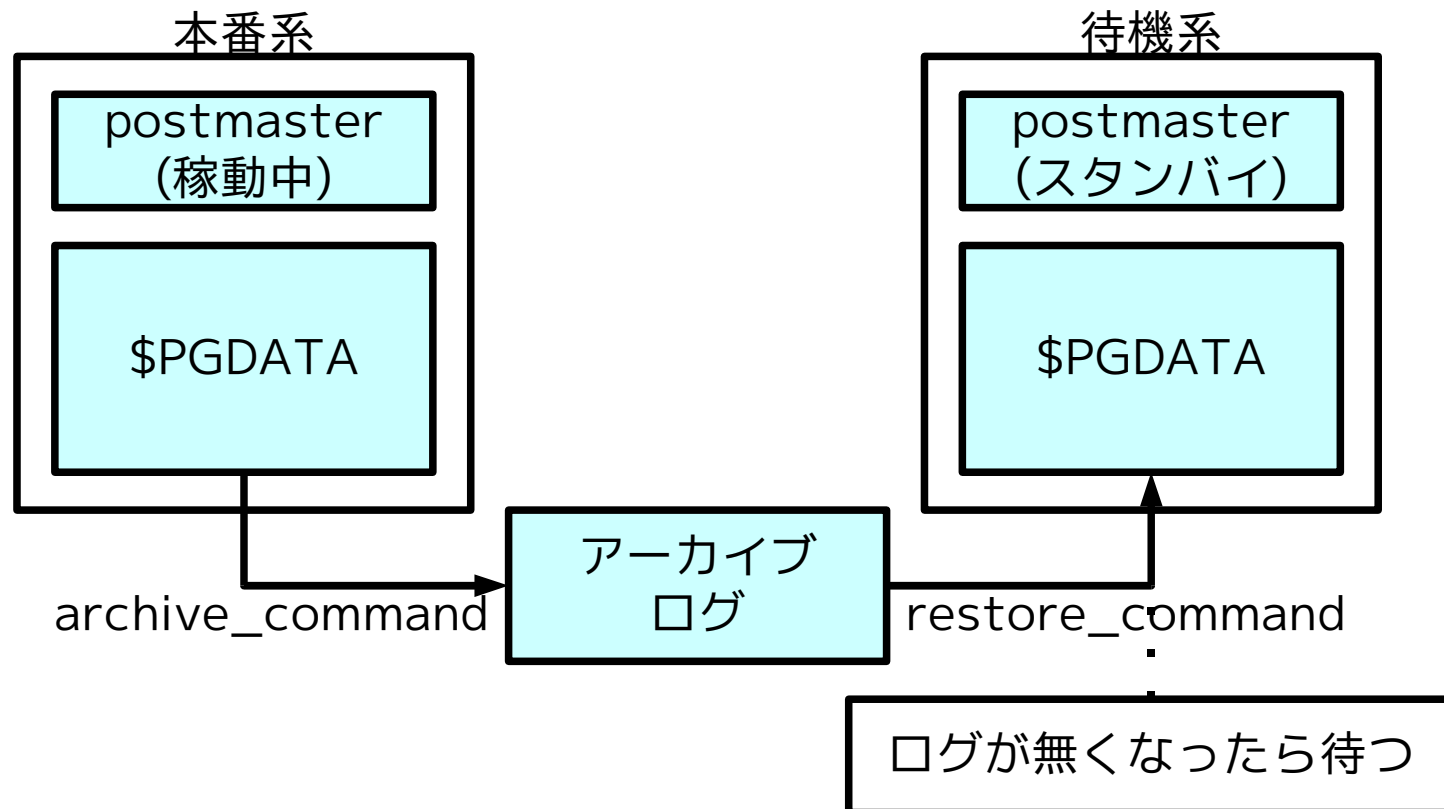 本番系
postmaster
(稼動中)
$PGDATA
待機系
postmaster
(スタンバイ)
$PGDATA
archive_command
アーカイブ
ログ
restore_command
ログが無くなったら待つ